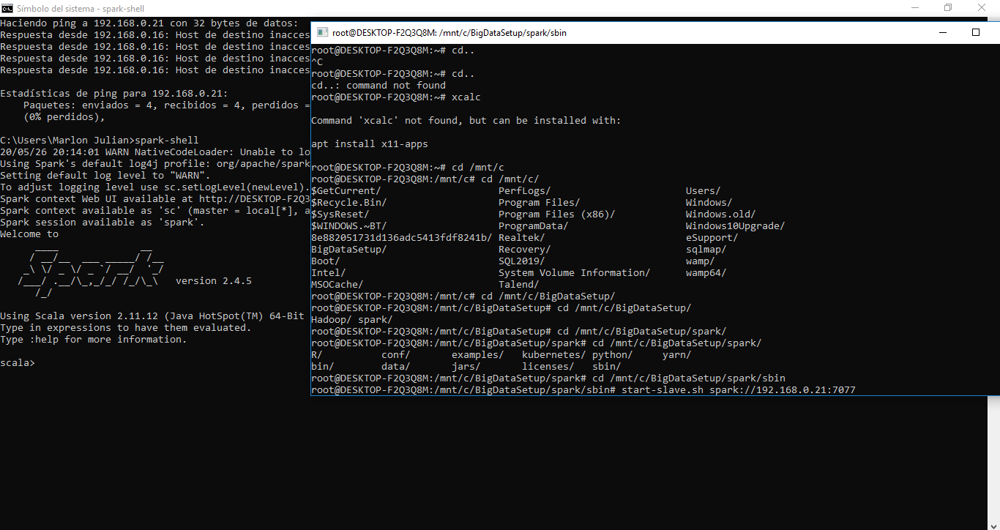 Símbolo del sistema - spark-shell
Haciendo ping a 192.168.0.21 con 32 bytes de datos:
Respuesta desde 192.168.0.16: Host de destino inacces
Respuesta desde 192.168.0.16: Host de destino inacces
Respuesta desde 192.168.0.16: Host de destino inacces
Respuesta desde 192.168.0.16: Host de destino inacces
Estadísticas de ping para 192.168.0.21:
Paquetes: enviados = 4, recibidos = 4, perdidos =
(0% perdidos),
C:\Users\Marlon Julian>spark-shell
20/05/26 20:14:01 WARN NativeCodeLoader: Unable to lo
Using Spark's default log4j profile: org/apache/spark
Setting default log level to "WARN".
To adjust logging level use sc.setLogLevel(newLevel).
Spark context Web UI available at http://DESKTOP-F2Q3
Spark context available as 'sc' (master = local[*], a
Spark session available as 'spark'.
Welcome to
Spark version 2.4.5
Using Scala version 2.11.12 (Java HotSpot(TM) 64-Bit
Type in expressions to have them evaluated.
Type :help for more information.
scala>
root@DESKTOP-F2Q3Q8M: /mnt/c/BigDataSetup/spark/sbin
root@DESKTOP-F2Q3Q8M:~# cd..
^C
root@DESKTOP-F2Q3Q8M:~# cd..
cd..: command not found
root@DESKTOP-F2Q3Q8M:~# xcalc
Command 'xcalc' not found, but can be installed with:
apt install x11-apps
root@DESKTOP-F2Q3Q8M:~# cd /mnt/c
root@DESKTOP-F2Q3Q8M:/mnt/c# cd /mnt/c/
$GetCurrent/ PerfLogs/ Users/
$Recycle.Bin/ Program Files/ Windows/
$SysReset/ Program Files (x86)/ Windows.old/
$WINDOWS.~BT/ ProgramData/ Windows10Upgrade/
8e882051731d136adc5413fdf8241b/ Realtek/ eSupport/
BigDataSetup/ Recovery/ sqlmap/
Boot/ SQL2019/ wamp/
Intel/ System Volume Information/ wamp64/
MSOCache/ Talend/
root@DESKTOP-F2Q3Q8M:/mnt/c# cd /mnt/c/BigDataSetup/
root@DESKTOP-F2Q3Q8M:/mnt/c/BigDataSetup# cd /mnt/c/BigDataSetup/
Hadoop/ spark/
root@DESKTOP-F2Q3Q8M:/mnt/c/BigDataSetup# cd /mnt/c/BigDataSetup/spark/
root@DESKTOP-F2Q3Q8M:/mnt/c/BigDataSetup/spark# cd /mnt/c/BigDataSetup/spark/
R/ conf/ examples/ kubernetes/ python/ yarn/
bin/ data/ jars/ licenses/ sbin/
root@DESKTOP-F2Q3Q8M:/mnt/c/BigDataSetup/spark# cd /mnt/c/BigDataSetup/spark/sbin
root@DESKTOP-F2Q3Q8M:/mnt/c/BigDataSetup/spark/sbin# start-slave.sh spark://192.168.0.21:7077